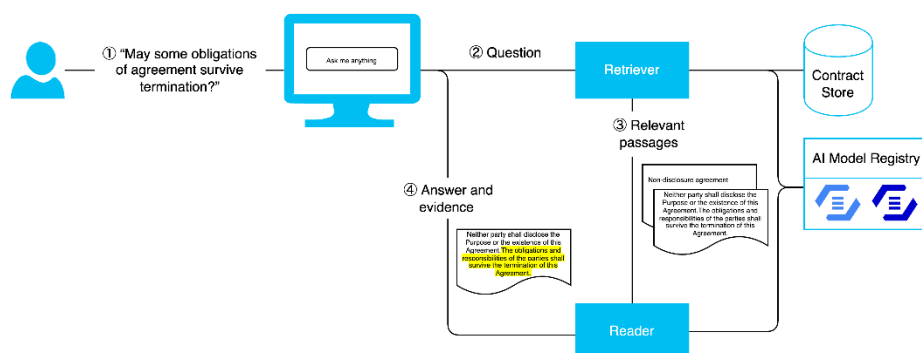 ① “May some obligations
of agreement survive
termination?”
Ask me anything
② Question
Retriever
Contract
Store
③ Relevant
passages
AI Model Registry
Non-disclosure agreement
Neither party shall disclose the
Purpose or the existence of this
Agreement.The obligations and
responsibilities of the parties shall
survive the termination of this
Agreement.
④ Answer and
evidence
Neither party shall disclose the
Purpose or the existence of this
Agreement.The obligations and
responsibilities of the parties shall
survive the termination of this
Agreement.
Reader